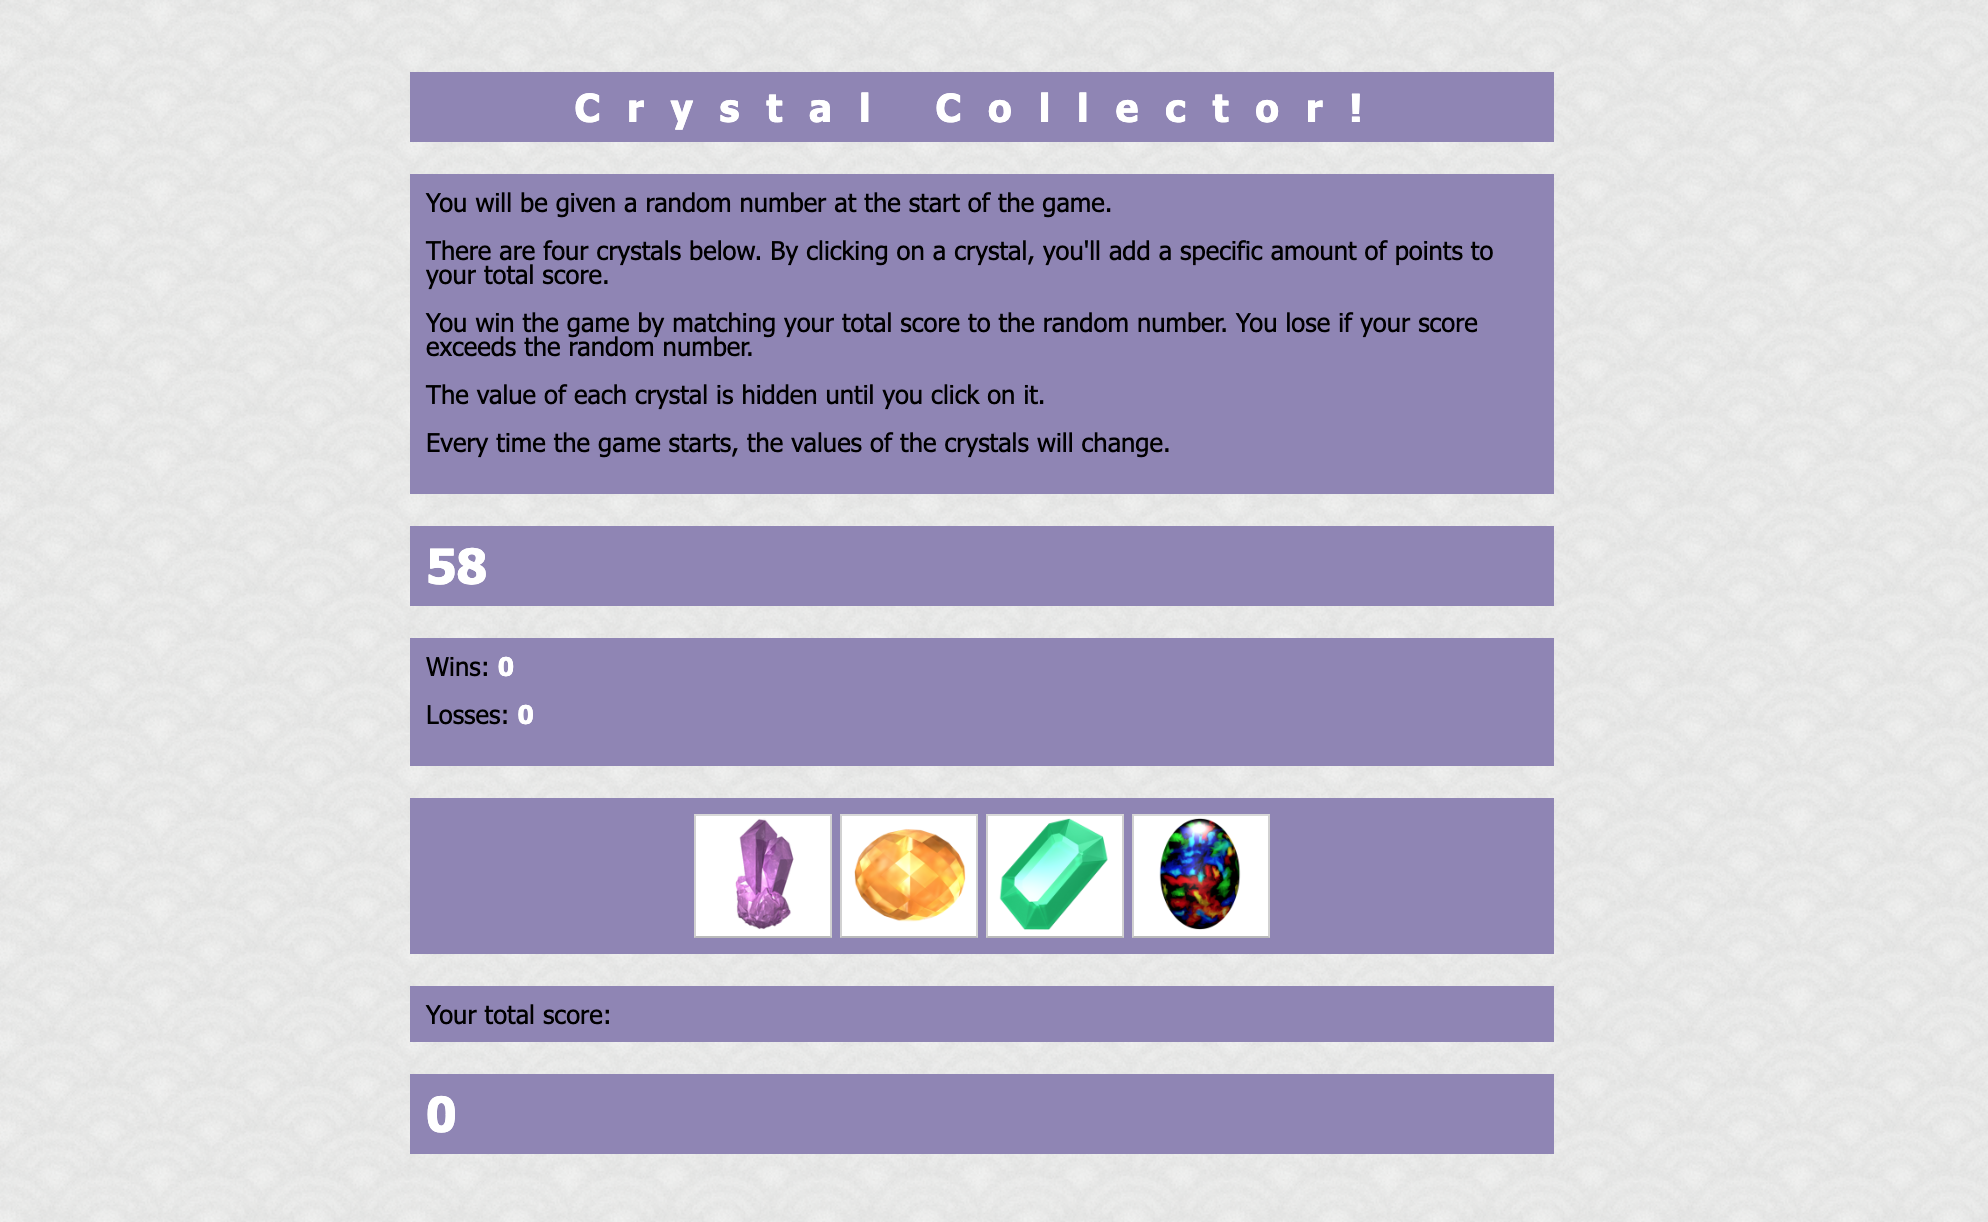 Crystal Collector!
You will be given a random number at the start of the game.
There are four crystals below. By clicking on a crystal, you'll add a specific amount of points to
your total score.
You win the game by matching your total score to the random number. You lose if your score
exceeds the random number.
The value of each crystal is hidden until you click on it.
Every time the game starts, the values of the crystals will change.
58
Wins: 0
Losses: 0
Your total score:
0